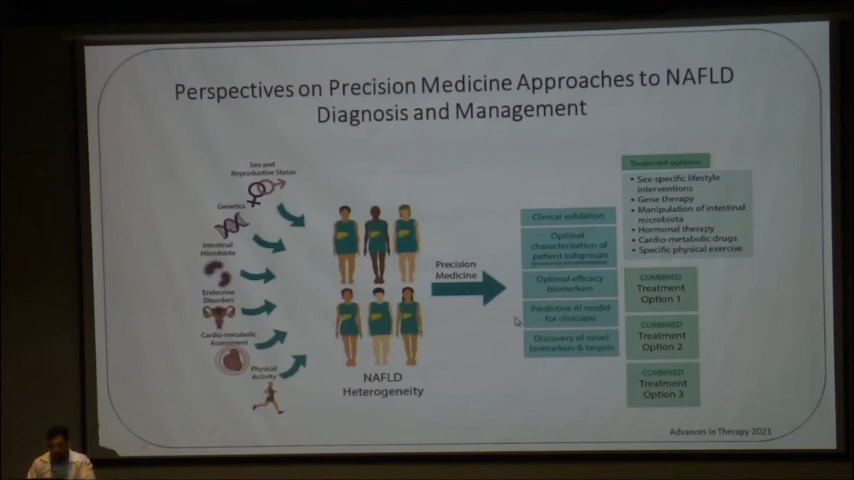 Perspectives on Precision Medicine Approaches to NAFLD
Diagnosis and Management
Sex and
Reproductive Status
Genetics
Intestinal
Microbiota
Endocrine
Disorders
Cardio-metabolic
Assessment
Physical
Activity
NAFLD
Heterogeneity
Precision
Medicine
Clinical validation
Optimal
characterization of
patient subgroups
Optimal efficacy
biomarkers
Predictive AI model
for clinicians
Discovery of novel
biomarkers & targets
Treatment options:
• Sex-specific lifestyle
interventions
• Gene therapy
• Manipulation of intestinal
microbiota
• Hormonal therapy
• Cardio-metabolic drugs
• Specific physical exercise
COMBINED
Treatment
Option 1
COMBINED
Treatment
Option 2
COMBINED
Treatment
Option 3
Advances in Therapy 2021